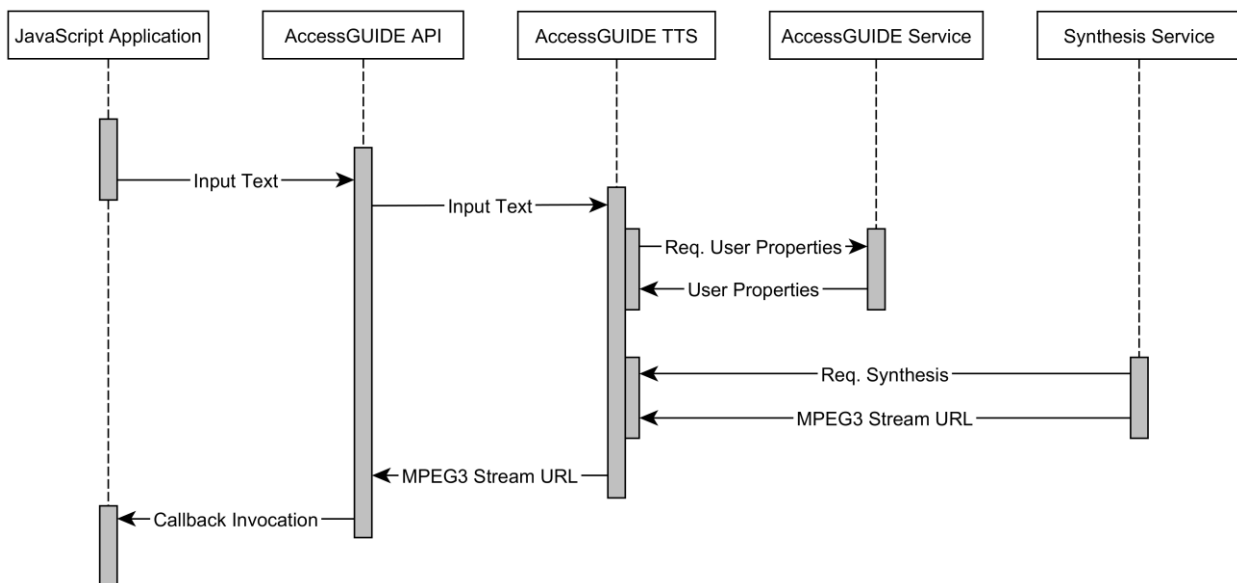 JavaScript Application
AccessGUIDE API
AccessGUIDE TTS
AccessGUIDE Service
Synthesis Service
Input Text
Input Text
Req. User Properties
User Properties
Req. Synthesis
MPEG3 Stream URL
MPEG3 Stream URL
Callback Invocation